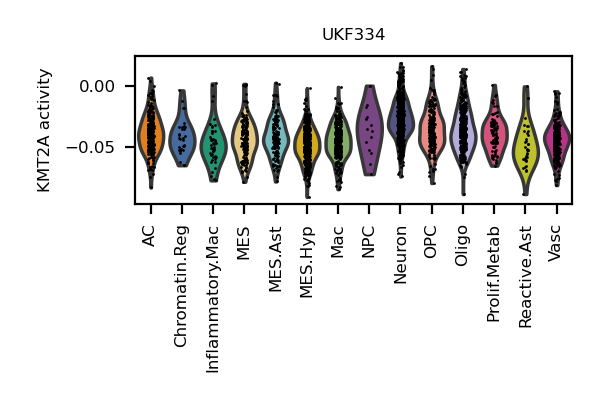 UKF334
KMT2A activity
0.00
−0.05
AC
Chromatin.Reg
Inflammatory.Mac
MES
MES.Ast
MES.Hyp
Mac
NPC
Neuron
OPC
Oligo
Prolif.Metab
Reactive.Ast
Vasc